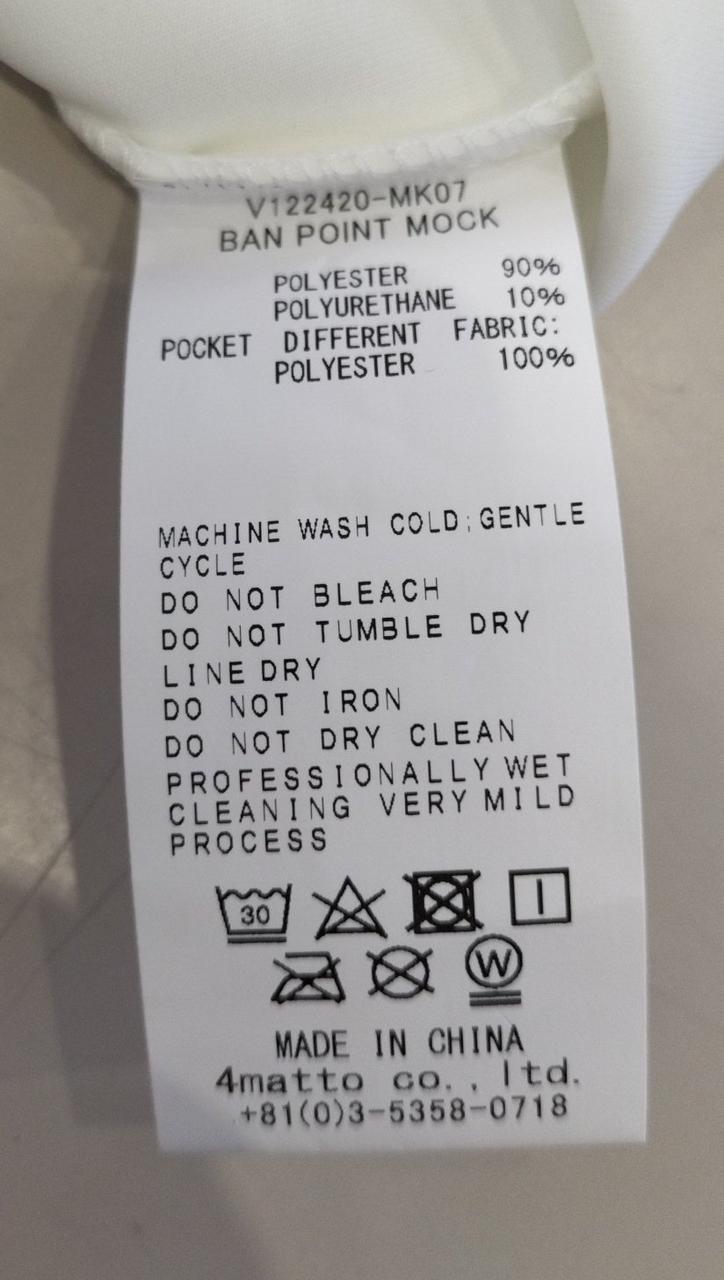 V122420-MK07
BAN POINT MOCK
POLYESTER 90%
POLYURETHANE 10%
POCKET DIFFERENT FABRIC:
POLYESTER 100%
MACHINE WASH COLD;GENTLE
CYCLE
DO NOT BLEACH
DO NOT TUMBLE DRY
LINE DRY
DO NOT IRON
DO NOT DRY CLEAN
PROFESSIONALLY WET
CLEANING VERY MILD
PROCESS
30
W
MADE IN CHINA
4matto co., ltd.
+81(0)3-5358-0718